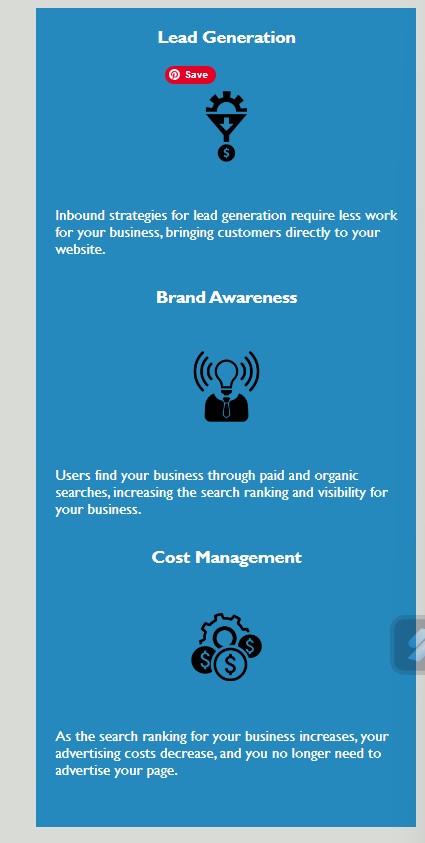 Lead Generation
Save
$
Inbound strategies for lead generation require less work
for your business, bringing customers directly to your
website.
Brand Awareness
Users find your business through paid and organic
searches, increasing the search ranking and visibility for
your business.
Cost Management
$ $ $
As the search ranking for your business increases, your
advertising costs decrease, and you no longer need to
advertise your page.